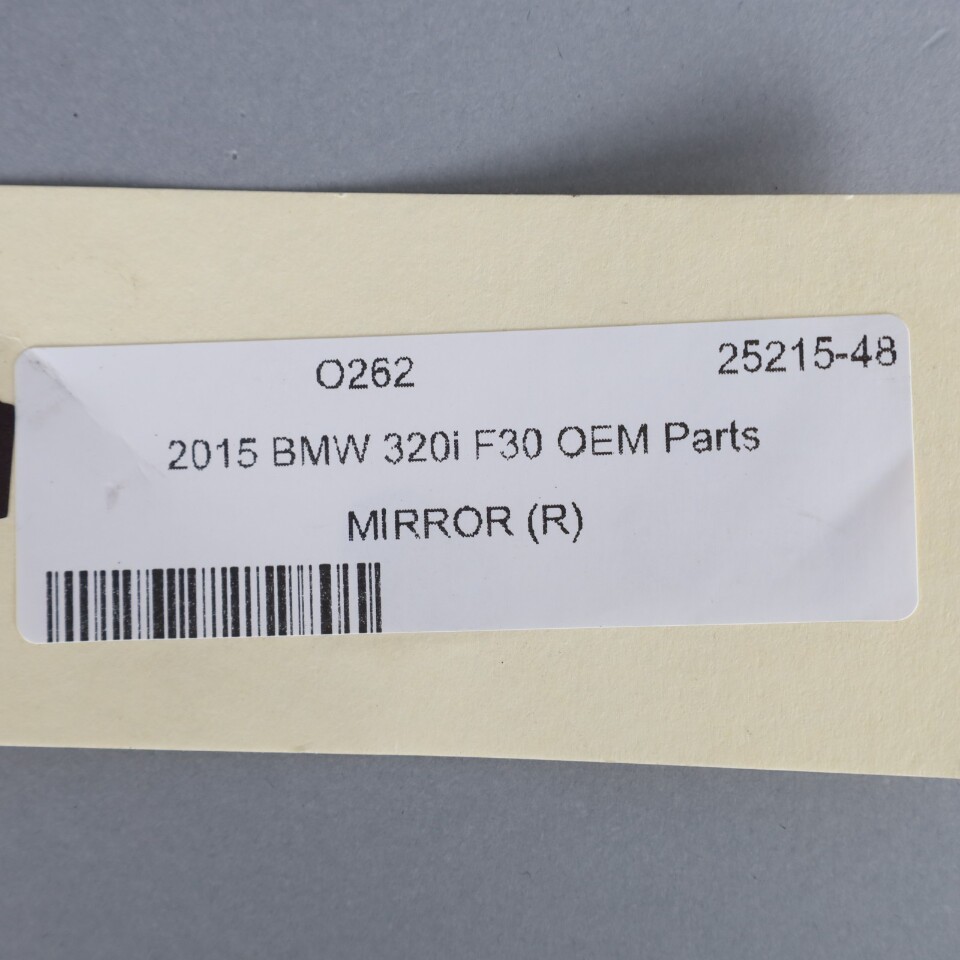 O262 25215-48
2015 BMW 320i F30 OEM Parts
MIRROR (R)